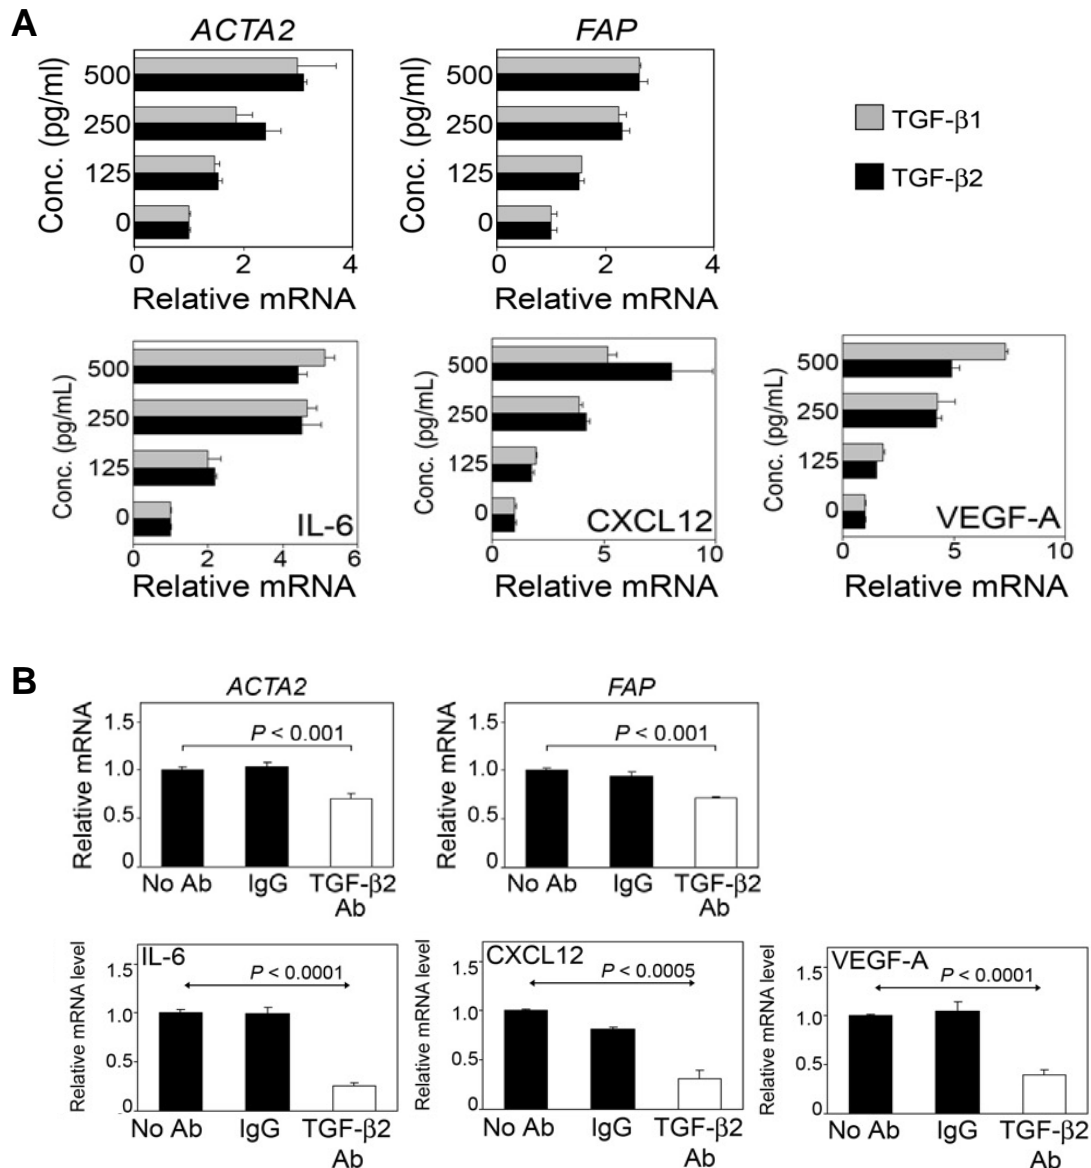 A
ACTA2
FAP
Conc. (pg/ml)
500
250
125
0
0 2 4
Relative mRNA
Conc. (pg/ml)
500
250
125
0
0 2 4
Relative mRNA
TGF-β1
TGF-β2
Conc. (pg/mL)
500
250
125
0
IL-6
0 2 4 6
Relative mRNA
Conc. (pg/mL)
500
250
125
0
CXCL12
0 5 10
Relative mRNA
Conc. (pg/mL)
500
250
125
0
VEGF-A
0 5 10
Relative mRNA
B
ACTA2
Relative mRNA
1.5
1.0
0.5
0
P < 0.001
No Ab IgG TGF-β2
Ab
FAP
Relative mRNA
1.5
1.0
0.5
0
P < 0.001
No Ab IgG TGF-β2
Ab
IL-6
Relative mRNA level
1.5
1.0
0.5
0
P < 0.0001
No Ab IgG TGF-β2
Ab
CXCL12
Relative mRNA level
1.5
1.0
0.5
0
P < 0.0005
No Ab IgG TGF-β2
Ab
VEGF-A
Relative mRNA level
1.5
1.0
0.5
0
P < 0.0001
No Ab IgG TGF-β2
Ab